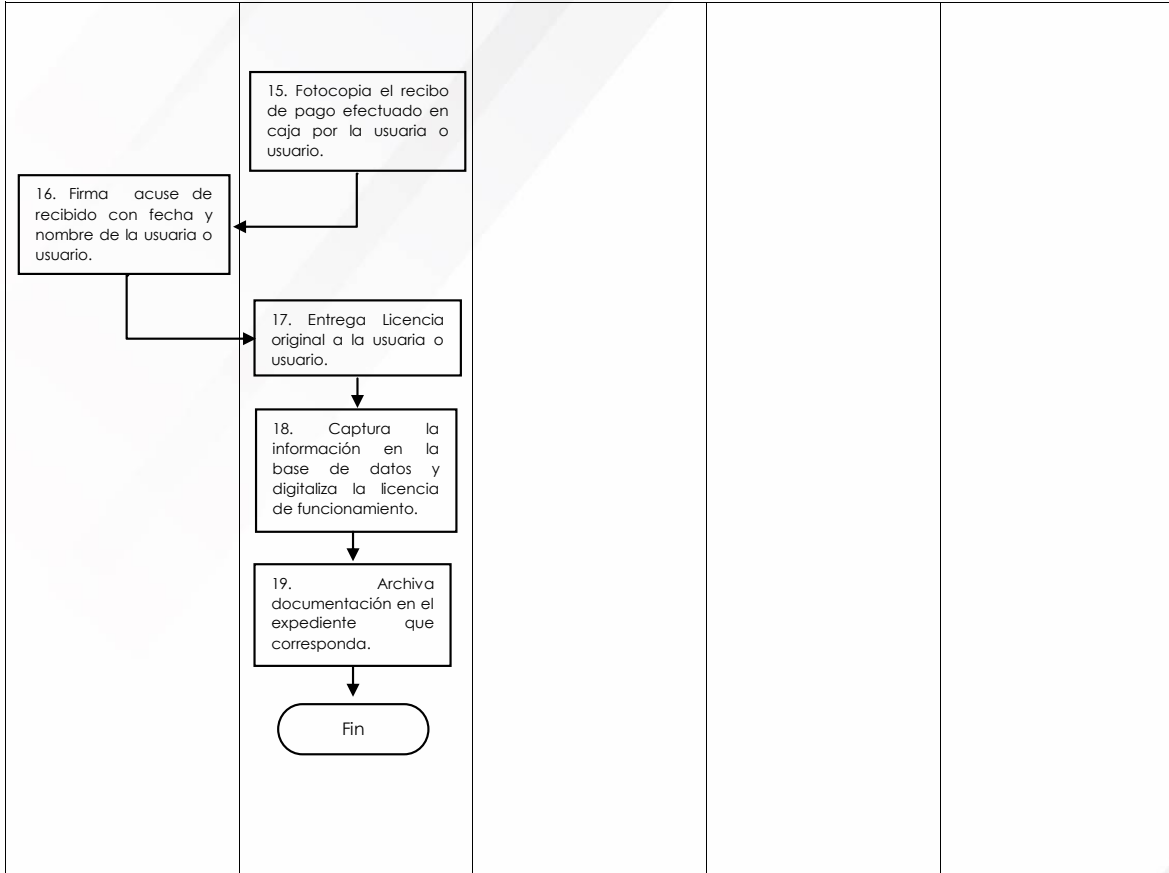 15. Fotocopia el recibo
de pago efectuado en
caja por la usuaria o
usuario.
16. Firma acuse de
recibido con fecha y
nombre de la usuaria o
usuario.
17. Entrega Licencia
original a la usuaria o
usuario.
18. Captura la
información en la
base de datos y
digitaliza la licencia
de funcionamiento.
19. Archiva
documentación en el
expediente que
corresponda.
Fin